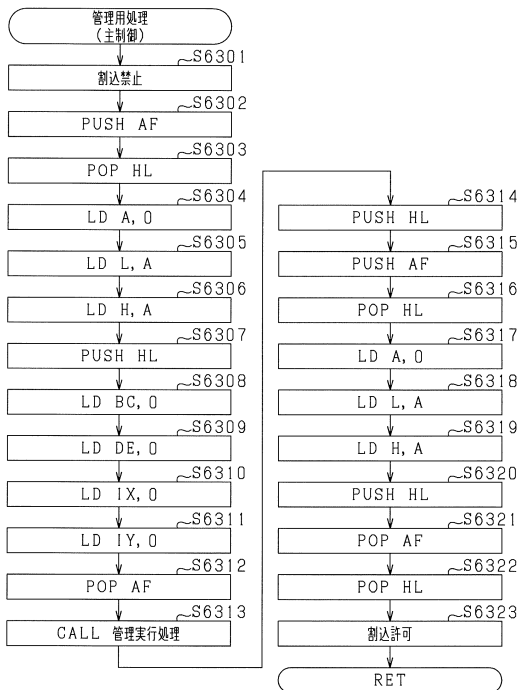 管理用処理
(主制御)
S6301
割込禁止
S6302
PUSH AF
S6303
POP HL
S6304
LD A,0
S6305
LD L,A
S6306
LD H,A
S6307
PUSH HL
S6308
LD BC,0
S6309
LD DE,0
S6310
LD IX,0
S6311
LD IY,0
S6312
POP AF
S6313
CALL 管理実行処理
S6314
PUSH HL
S6315
PUSH AF
S6316
POP HL
S6317
LD A,0
S6318
LD L,A
S6319
LD H,A
S6320
PUSH HL
S6321
POP AF
S6322
POP HL
S6323
割込許可
RET